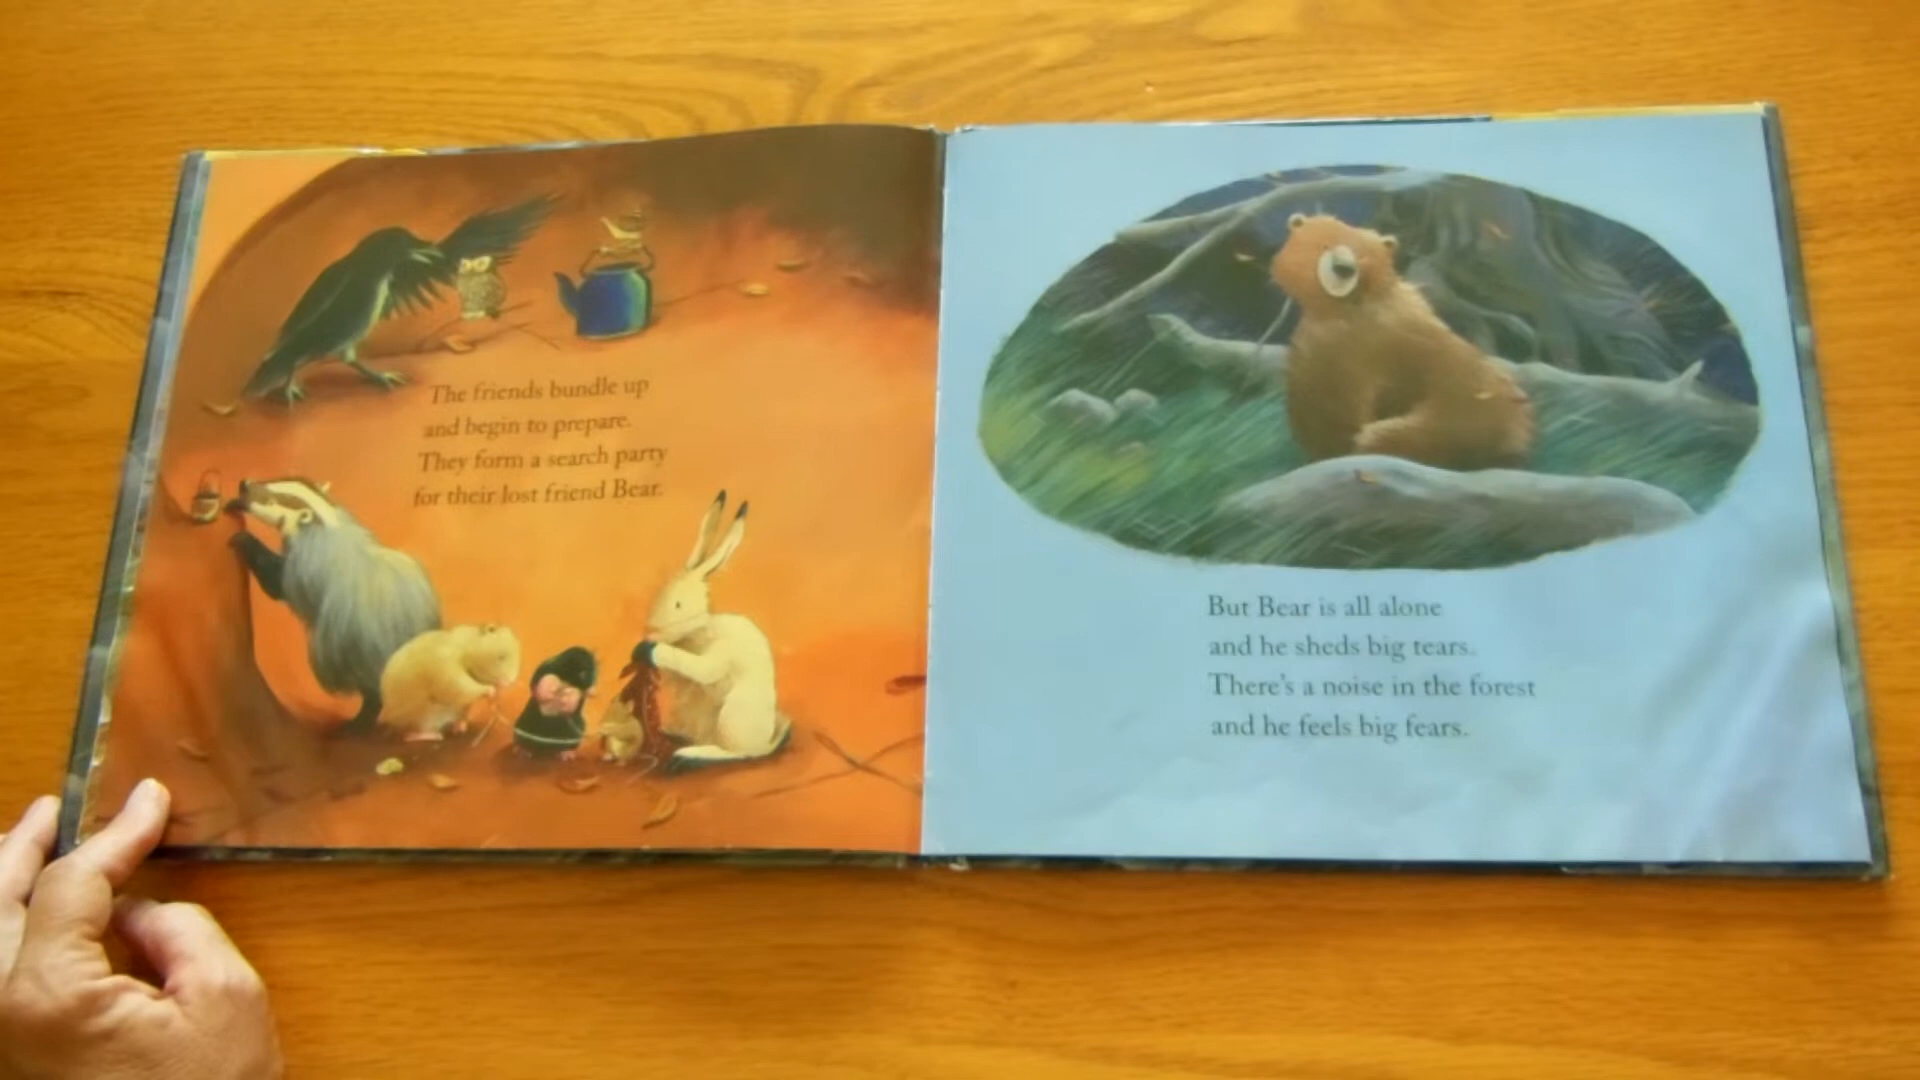 The friends bundle up
and begin to prepare.
They form a search party
for their lost friend Bear.
But Bear is all alone
and he sheds big tears.
There's a noise in the forest
and he feels big fears.